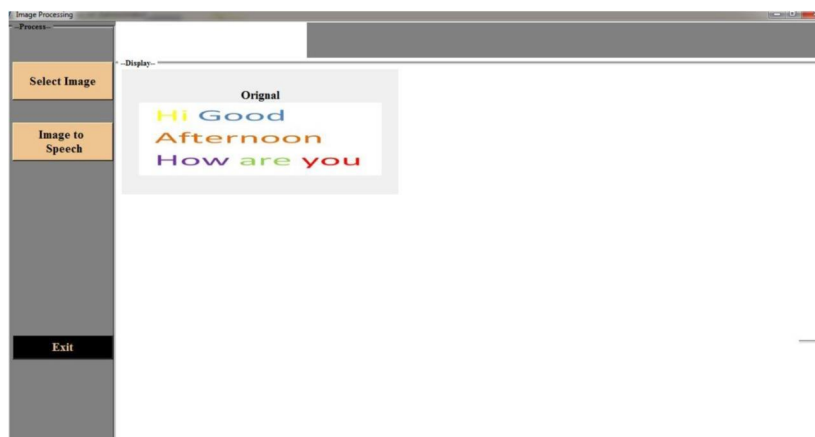 Image Processing
--Process--
Select Image
Image to
Speech
Exit
--Display--
Orignal
Hi Good
Afternoon
How are you